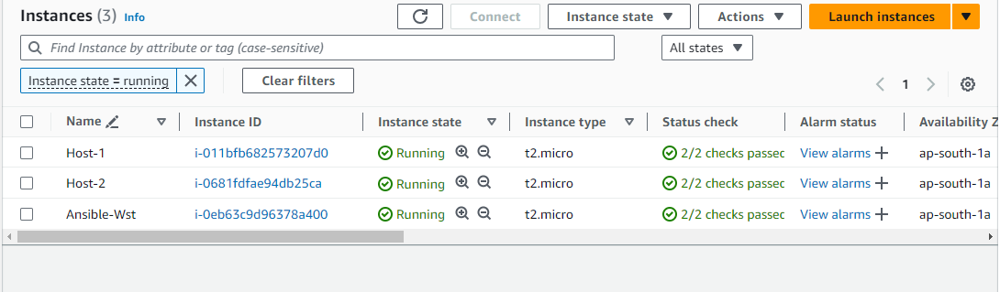 Instances (3) Info Connect Instance state Actions Launch instances
Find Instance by attribute or tag (case-sensitive) All states
Instance state = running Clear filters 1
Name Instance ID Instance state Instance type Status check Alarm status Availability Z
Host-1 i-011bfb682573207d0 Running t2.micro 2/2 checks passec View alarms ap-south-1a
Host-2 i-0681fdfae94db25ca Running t2.micro 2/2 checks passec View alarms ap-south-1a
Ansible-Wst i-0eb63c9d96378a400 Running t2.micro 2/2 checks passec View alarms ap-south-1a